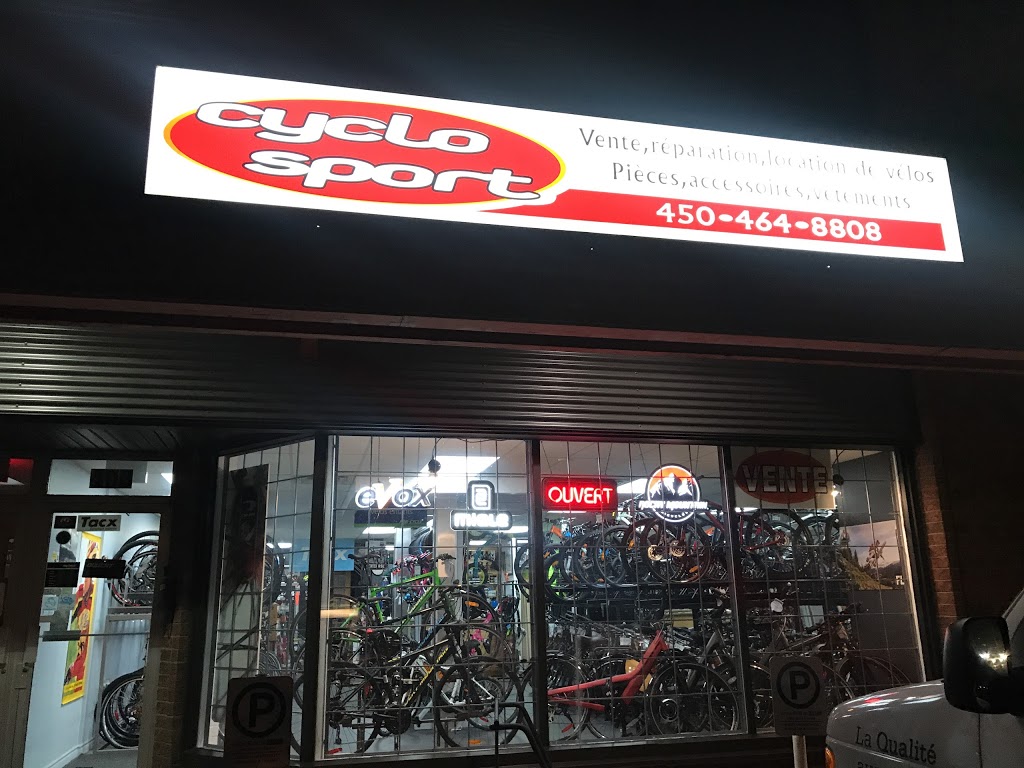 cyclo
sport
Vente,réparation,location de vélos
Pièces,accessoires,vêtements
450-464-8808
evox
miele
OUVERT
VENTE
Tacx
P
P
La Qualité